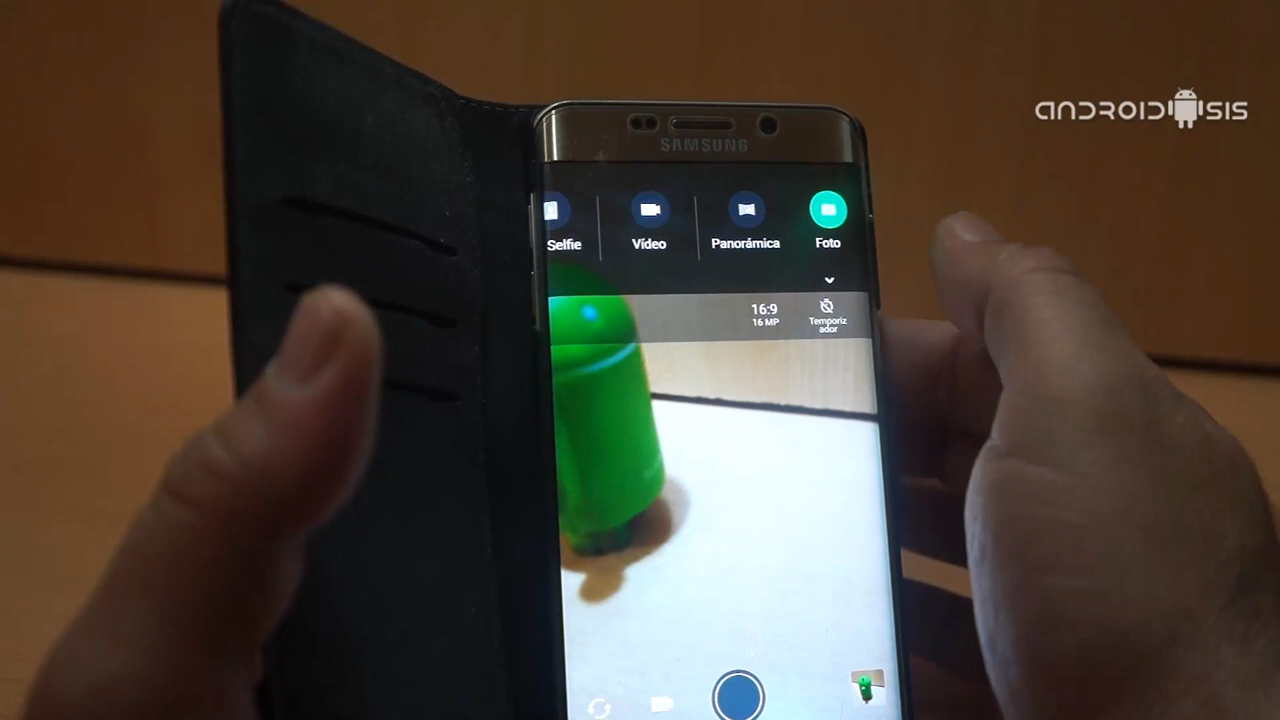 ANDROIDSIS
SAMSUNG
Selfie
Vídeo
Panorámica
Foto
16:9
16 MP
Temporiz
ador